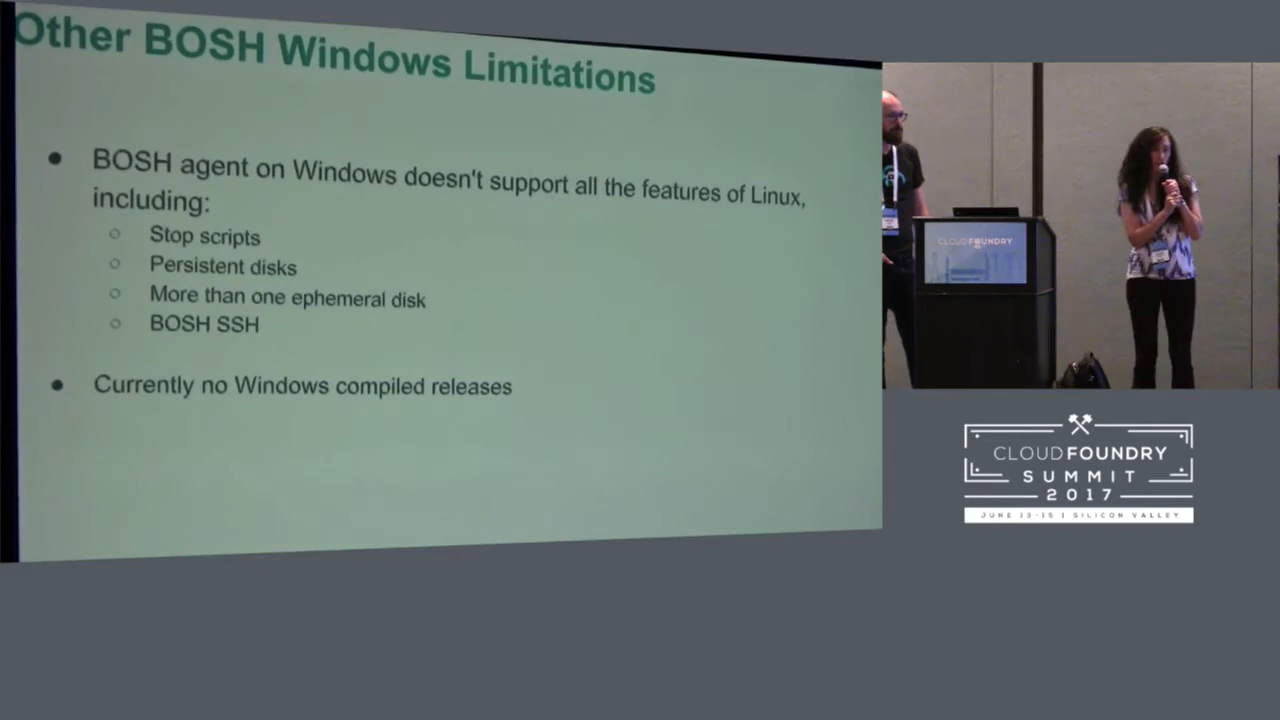 Other BOSH Windows Limitations
● BOSH agent on Windows doesn't support all the features of Linux,
including:
○ Stop scripts
○ Persistent disks
○ More than one ephemeral disk
○ BOSH SSH
● Currently no Windows compiled releases
CLOUD FOUNDRY
CLOUD FOUNDRY
SUMMIT
2017
JUNE 13-15 | SILICON VALLEY